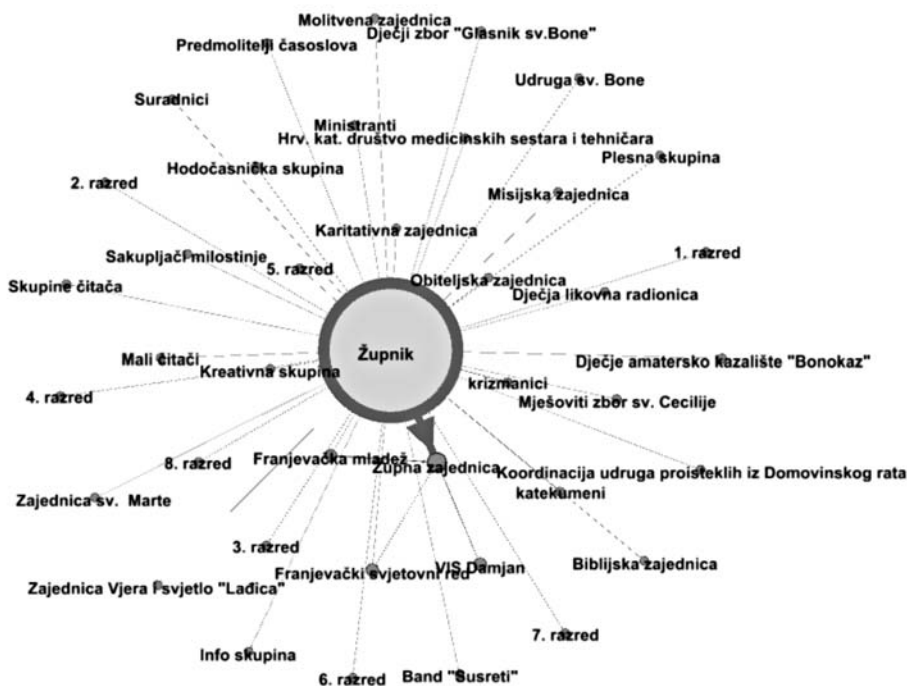 Molitvena zajednica
Dječji zbor "Glasnik sv.Bone"
Predmolitelji časoslova
Udruga sv. Bone
Suradnici
Ministranti
Hrv. kat. društvo medicinskih sestara i tehničara
Plesna skupina
Hodočasnička skupina
2. razred
Misijska zajednica
Karitativna zajednica
Sakupljači milostinje
5. razred
1. razred
Obiteljska zajednica
Skupine čitača
Dječja likovna radionica
Župnik
Mali čitači
Dječje amatersko kazalište "Bonokaz"
Kreativna skupina
krizmanici
4. razred
Mješoviti zbor sv. Cecilije
8. razred
Franjevačka mladež
Župna zajednica
Koordinacija udruga proisteklih iz Domovinskog rata
Zajednica sv. Marte
katekumeni
3. razred
Biblijska zajednica
Franjevački svjetovni red
VIS Damjan
Zajednica Vjera i svjetlo "Lađica"
7. razred
Info skupina
6. razred
Band "Susreti"